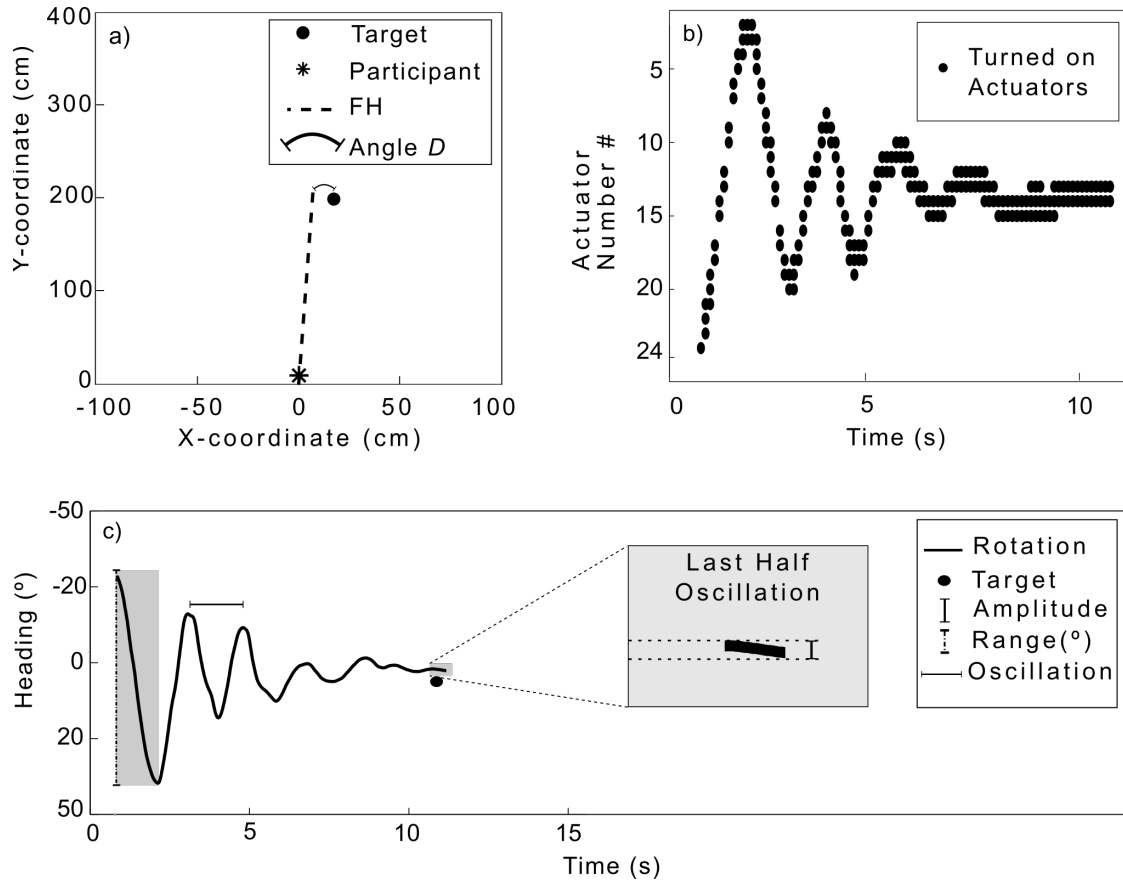 a)
Y-coordinate (cm)
400
300
200
100
0
-100
-50
0
50
100
X-coordinate (cm)
Target
Participant
FH
Angle D
b)
Actuator
Number #
5
10
15
20
24
0
5
10
Time (s)
Turned on
Actuators
c)
Heading (º)
-50
-20
0
20
50
0
5
10
15
Time (s)
Last Half
Oscillation
Rotation
Target
Amplitude
Range(º)
Oscillation